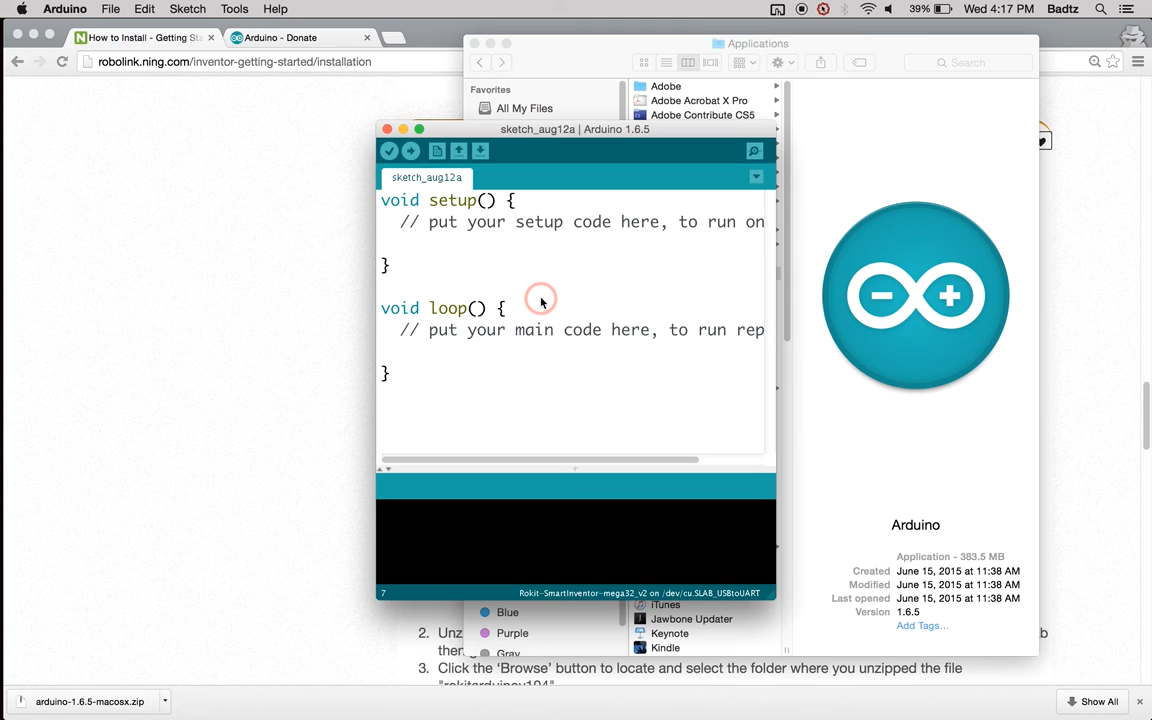 Arduino File Edit Sketch Tools Help 39% Wed 4:17 PM Badtz
How to Install - Getting Sta
Arduino - Donate
robolink.ning.com/inventor-getting-started/installation
Applications
Search
Favorites
All My Files
Adobe
Adobe Acrobat X Pro
Adobe Contribute CS5
sketch_aug12a | Arduino 1.6.5
sketch_aug12a
void setup() {
// put your setup code here, to run on
}
void loop() {
// put your main code here, to run rep
}
7
Rokit-SmartInventor-mega32_v2 on /dev/cu.SLAB_USBtoUART
Arduino
Application - 383.5 MB
Created June 15, 2015 at 11:38 AM
Modified June 15, 2015 at 11:38 AM
Last opened June 15, 2015 at 11:38 AM
Version 1.6.5
Add Tags...
Blue
Purple
Gray
iTunes
Jawbone Updater
Keynote
Kindle
2. Unz
b
then
3. Click the 'Browse' button to locate and select the folder where you unzipped the file
"rokitarduinov104"
arduino-1.6.5-macosx.zip
Show All